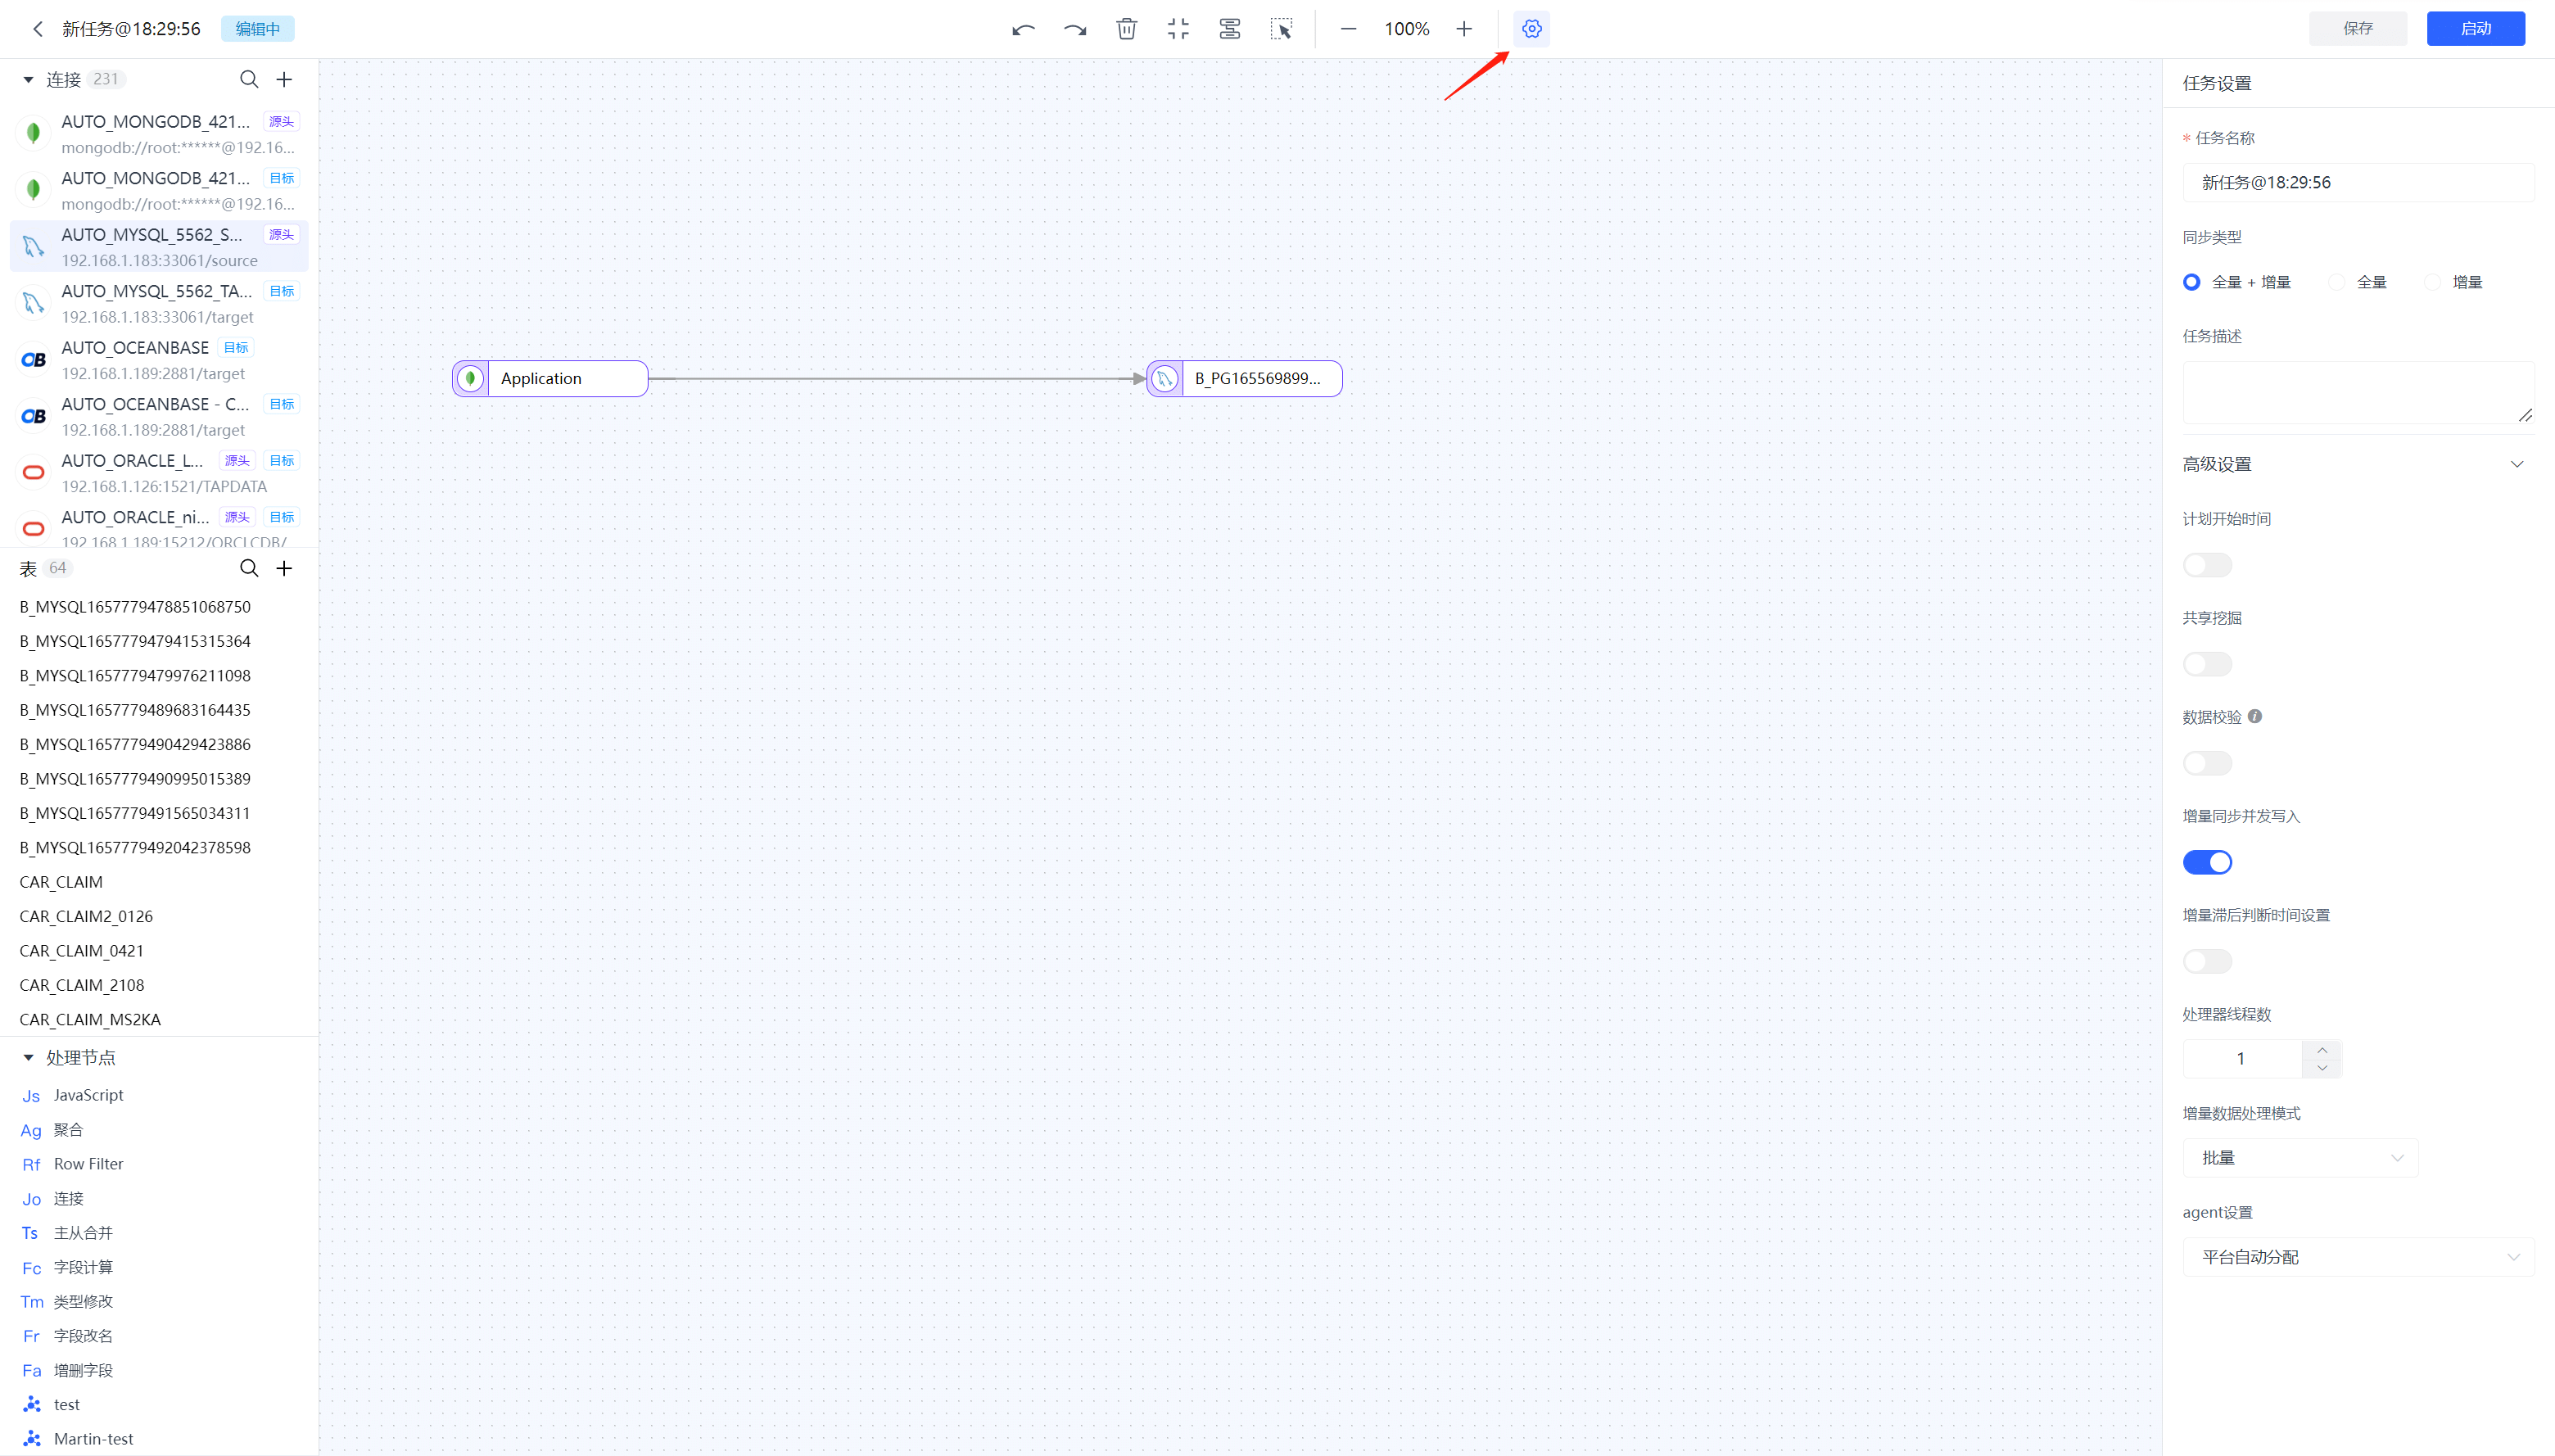 新任务@18:29:56 编辑中
100%
保存
启动
连接 231
AUTO_MONGODB_421... 源头
mongodb://root:******@192.16...
AUTO_MONGODB_421... 目标
mongodb://root:******@192.16...
AUTO_MYSQL_5562_S... 源头
192.168.1.183:33061/source
AUTO_MYSQL_5562_TA... 目标
192.168.1.183:33061/target
AUTO_OCEANBASE 目标
192.168.1.189:2881/target
AUTO_OCEANBASE - C... 目标
192.168.1.189:2881/target
AUTO_ORACLE_L... 源头 目标
192.168.1.126:1521/TAPDATA
AUTO_ORACLE_ni... 源头 目标
192.168.1.189:15212/ORCLCDB/
表 64
B_MYSQL1657779478851068750
B_MYSQL1657779479415315364
B_MYSQL1657779479976211098
B_MYSQL1657779489683164435
B_MYSQL1657779490429423886
B_MYSQL1657779490995015389
B_MYSQL1657779491565034311
B_MYSQL1657779492042378598
CAR_CLAIM
CAR_CLAIM2_0126
CAR_CLAIM_0421
CAR_CLAIM_2108
CAR_CLAIM_MS2KA
处理节点
Js JavaScript
Ag 聚合
Rf Row Filter
Jo 连接
Ts 主从合并
Fc 字段计算
Tm 类型修改
Fr 字段改名
Fa 增删字段
test
Martin-test
Application
B_PG165569899...
任务设置
* 任务名称
新任务@18:29:56
同步类型
全量 + 增量 全量 增量
任务描述
高级设置
计划开始时间
共享挖掘
数据校验
增量同步并发写入
增量滞后判断时间设置
处理器线程数
1
增量数据处理模式
批量
agent设置
平台自动分配